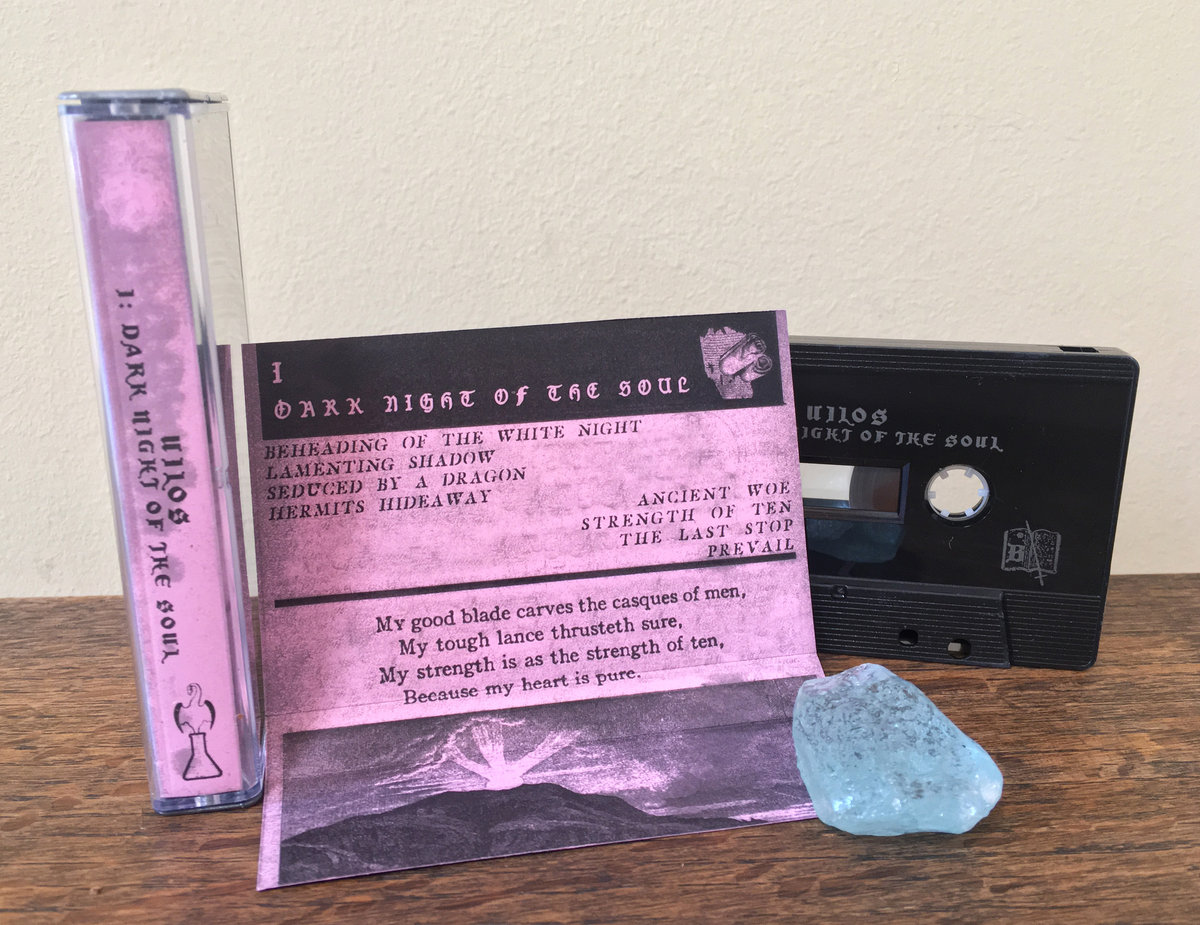 NILOS
I: DARK NIGHT OF THE SOUL
I
DARK NIGHT OF THE SOUL
BEHEADING OF THE WHITE NIGHT
LAMENTING SHADOW
SEDUCED BY A DRAGON
HERMITS HIDEAWAY
ANCIENT WOE
STRENGTH OF TEN
THE LAST STOP
PREVAIL
My good blade carves the casques of men,
My tough lance thrusteth sure,
My strength is as the strength of ten,
Because my heart is pure.
NILOS
IGHT OF THE SOUL